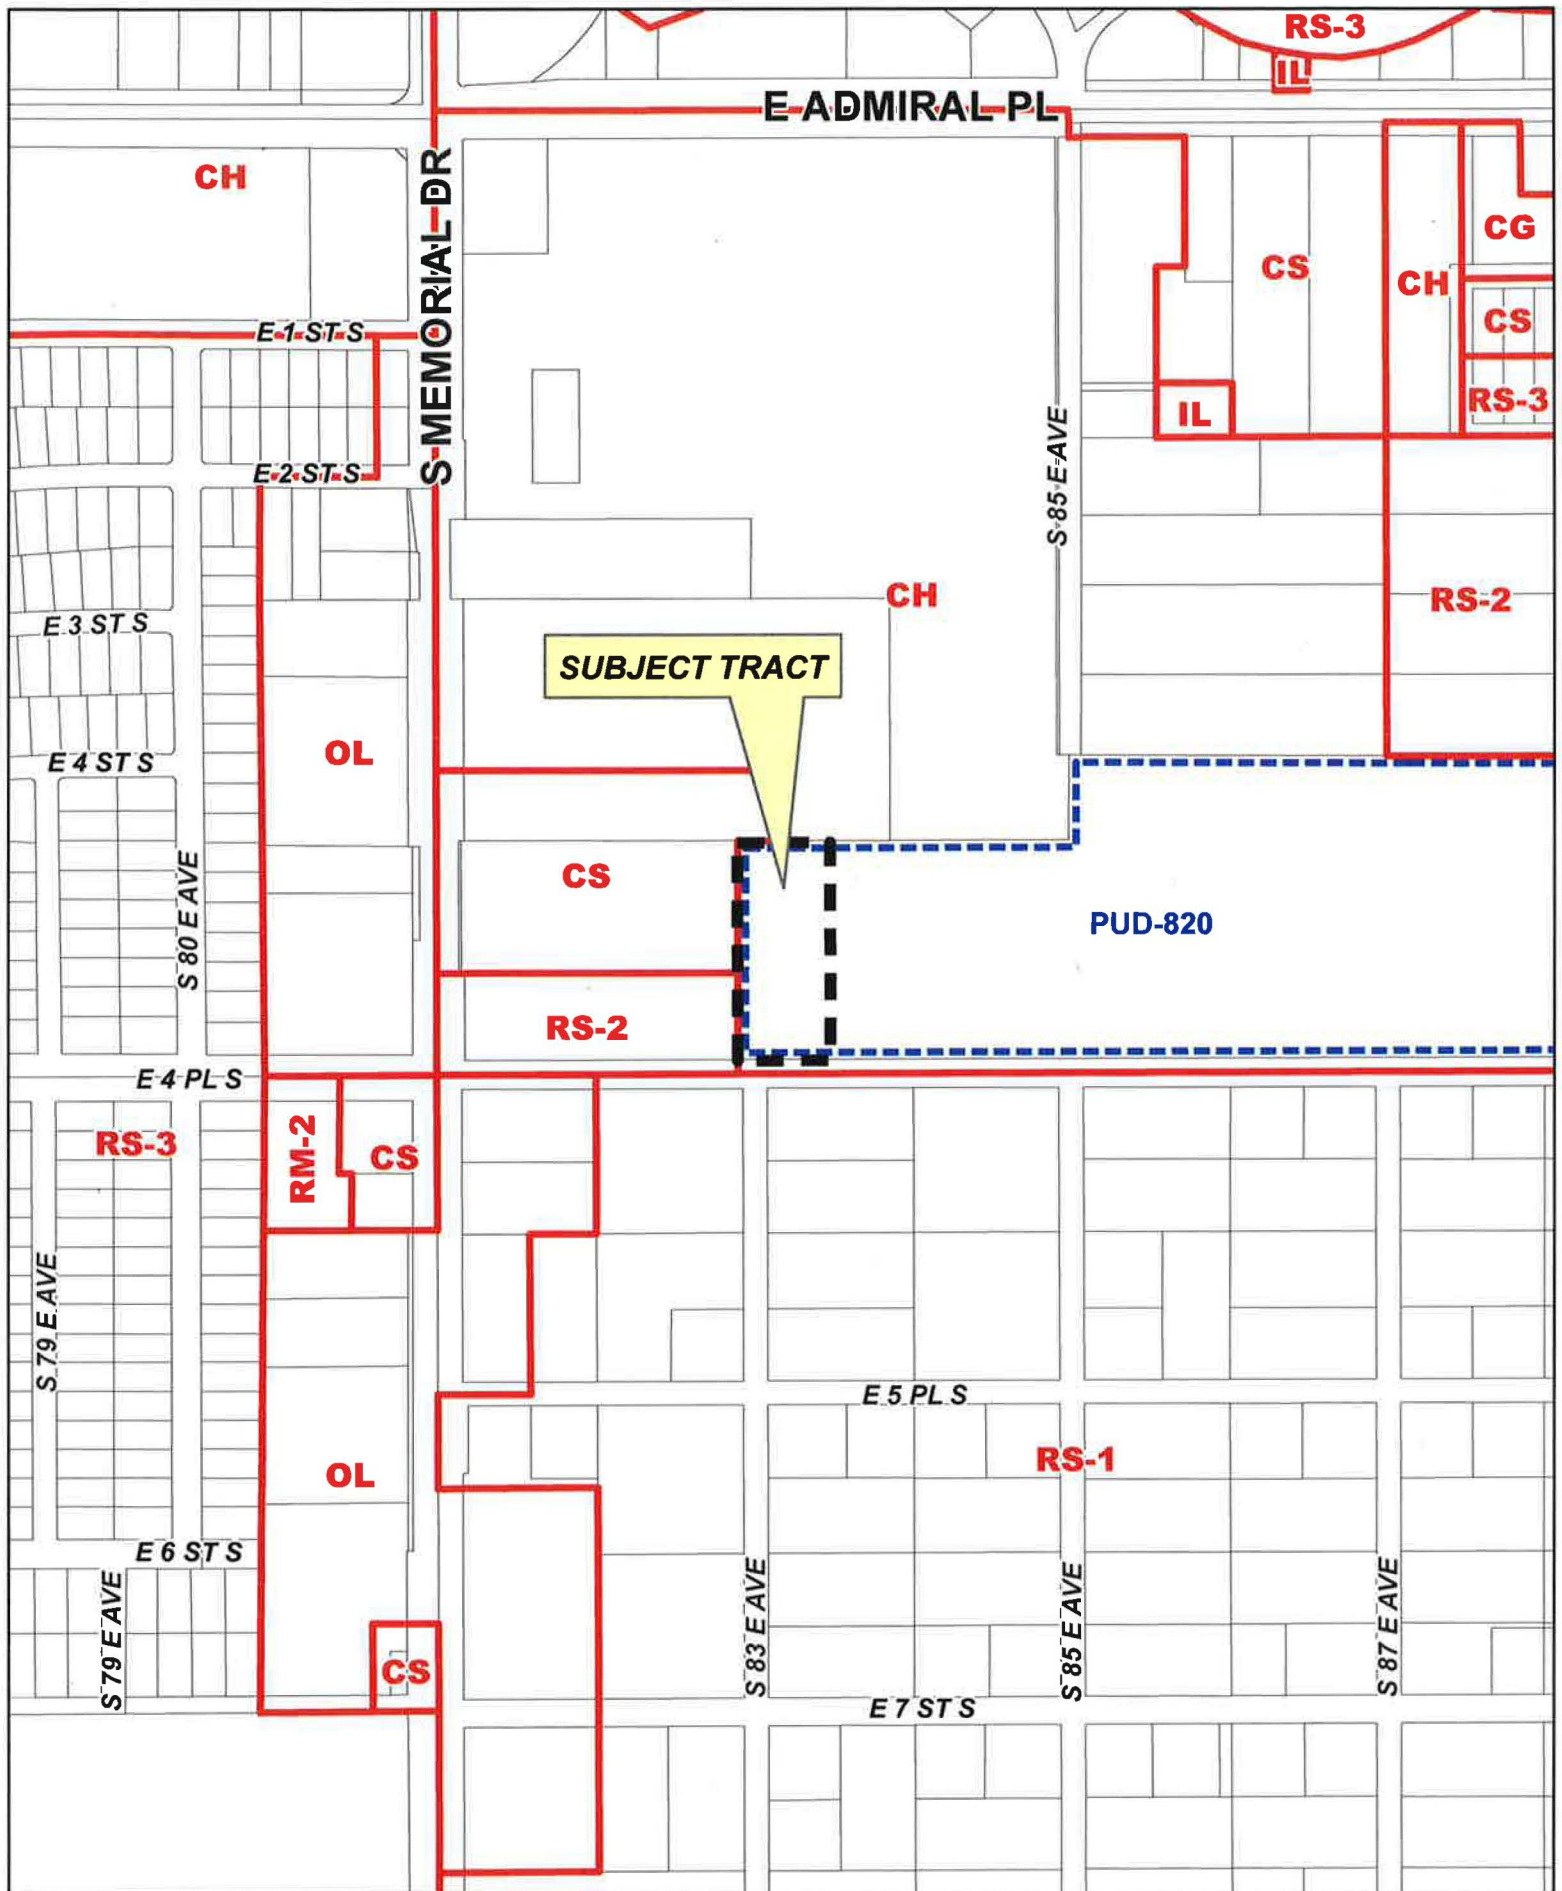 RS-3
IL
E ADMIRAL PL
CH
S MEMORIAL DR
CG
CS
CH
CS
E 1 ST S
RS-3
IL
E 2 ST S
S 85 E AVE
CH
RS-2
E 3 ST S
SUBJECT TRACT
OL
E 4 ST S
CS
S 80 E AVE
PUD-820
RS-2
E 4 PL S
RS-3
RM-2
CS
S 79 E AVE
E 5 PL S
RS-1
OL
E 6 ST S
S 79 E AVE
S 83 E AVE
S 85 E AVE
S 87 E AVE
CS
E 7 ST S